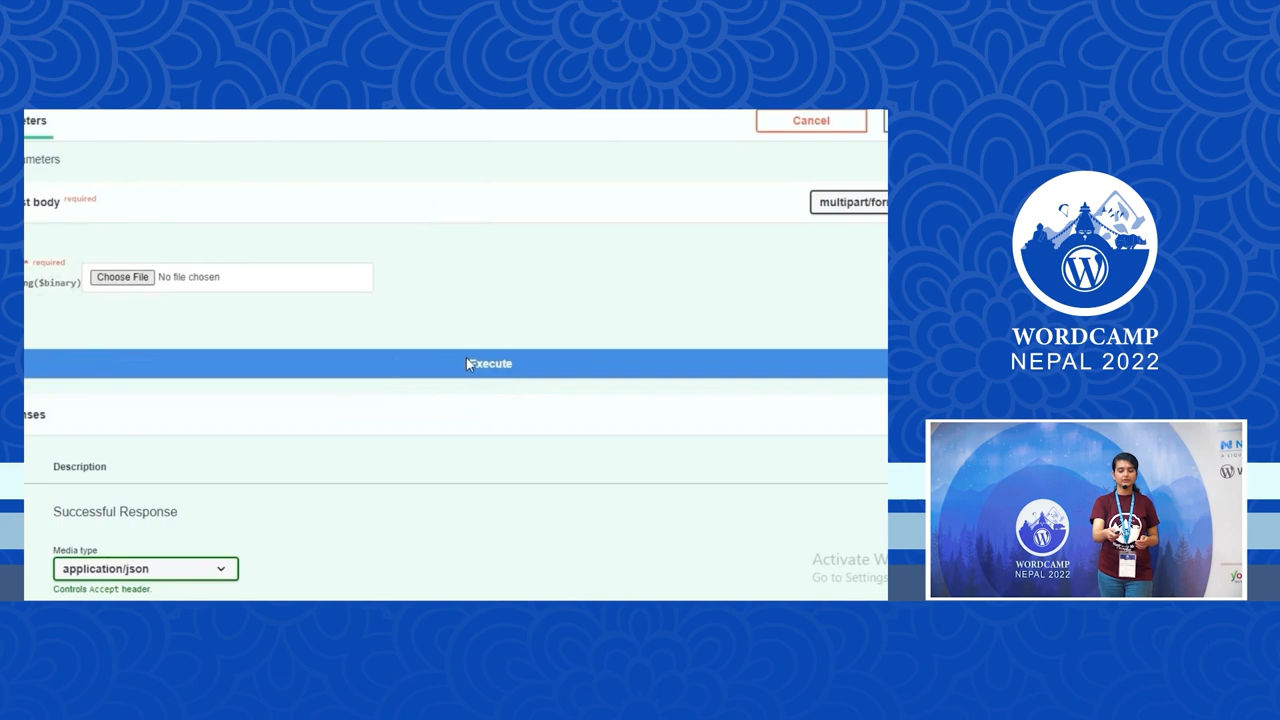 eters
Cancel
ameters
st body required
multipart/for
* required
ng($binary)
Choose File No file chosen
Execute
nses
Description
Successful Response
Media type
application/json
Controls Accept header.
Activate W
Go to Settings
WORDCAMP
NEPAL 2022
WORDCAMP
NEPAL 2022